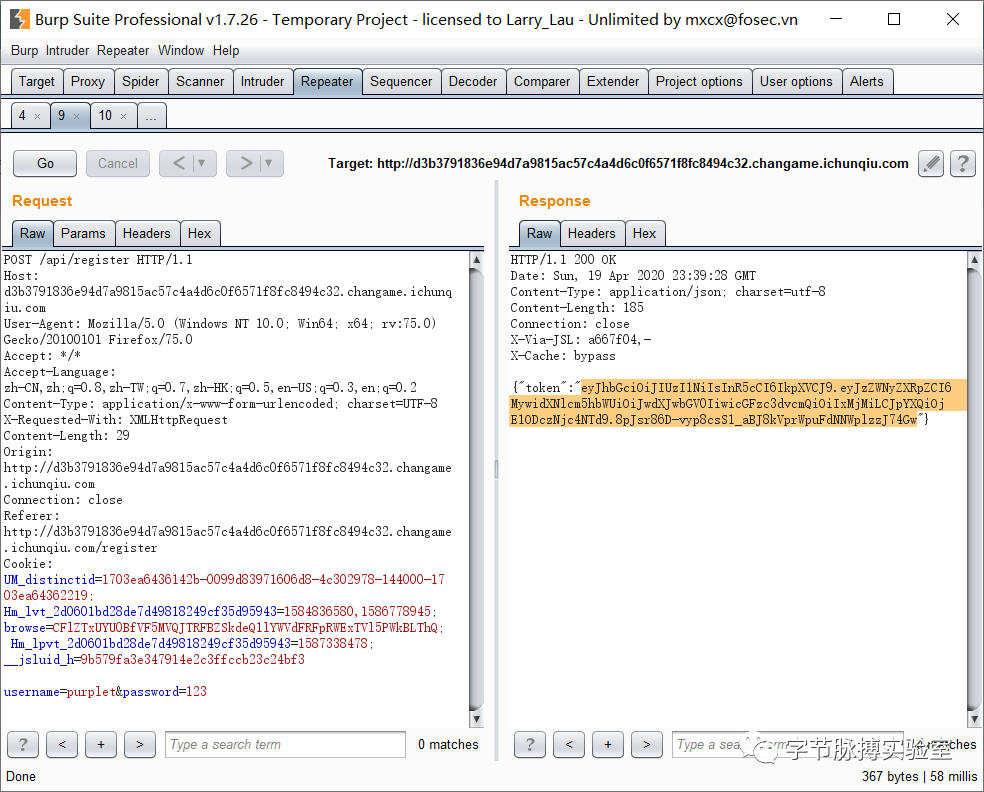 Burp Suite Professional v1.7.26 - Temporary Project - licensed to Larry_Lau - Unlimited by mxcx@fosec.vn
Burp Intruder Repeater Window Help
Target Proxy Spider Scanner Intruder Repeater Sequencer Decoder Comparer Extender Project options User options Alerts
4 × 9 × 10 × ...
Go Cancel < > Target: http://d3b3791836e94d7a9815ac57c4a4d6c0f6571f8fc8494c32.changame.ichunqiu.com ?
Request
Raw Params Headers Hex
POST /api/register HTTP/1.1
Host:
d3b3791836e94d7a9815ac57c4a4d6c0f6571f8fc8494c32.changame.ichunq
iu.com
User-Agent: Mozilla/5.0 (Windows NT 10.0; Win64; x64; rv:75.0)
Gecko/20100101 Firefox/75.0
Accept: */*
Accept-Language:
zh-CN,zh;q=0.8,zh-TW;q=0.7,zh-HK;q=0.5,en-US;q=0.3,en;q=0.2
Content-Type: application/x-www-form-urlencoded; charset=UTF-8
X-Requested-With: XMLHttpRequest
Content-Length: 29
Origin:
http://d3b3791836e94d7a9815ac57c4a4d6c0f6571f8fc8494c32.changame
.ichunqiu.com
Connection: close
Referer:
http://d3b3791836e94d7a9815ac57c4a4d6c0f6571f8fc8494c32.changame
.ichunqiu.com/register
Cookie:
UM_distinctid=1703ea6436142b-0099d83971606d8-4c302978-144000-17
03ea64362219;
Hm_lvt_2d0601bd28de7d49818249cf35d95943=1584836580,1586778945;
browse=CFlZTxUYU0BfVF5MVQJTRFBZSkdeQ1lYWVdFRFpRWExTVl5PWkBLThQ;
Hm_lpvt_2d0601bd28de7d49818249cf35d95943=1587338478;
__jsluid_h=9b579fa3e347914e2c3ffccb23c24bf3
username=purplet&password=123
? < + > Type a search term 0 matches
Response
Raw Headers Hex
HTTP/1.1 200 OK
Date: Sun, 19 Apr 2020 23:39:28 GMT
Content-Type: application/json; charset=utf-8
Content-Length: 185
Connection: close
X-Via-JSL: a667f04,-
X-Cache: bypass
{"token":"eyJhbGciOiJIUzI1NiIsInR5cCI6IkpXVCJ9.eyJzZWNyZXRpZCI6
MywidXNlcm5hbWUiOiJwdXJwbGV0IiwicGFzc3dvcmQiOiIxMjMiLCJpYXQiOj
E1ODczNjc4NTd9.8pJsr86D-vyp8csSl_aBJ8kVprWpuFdNNWplzzJ74Gw"}
? < + > Type a sea
字节脉搏实验室
Done 367 bytes | 58 millis